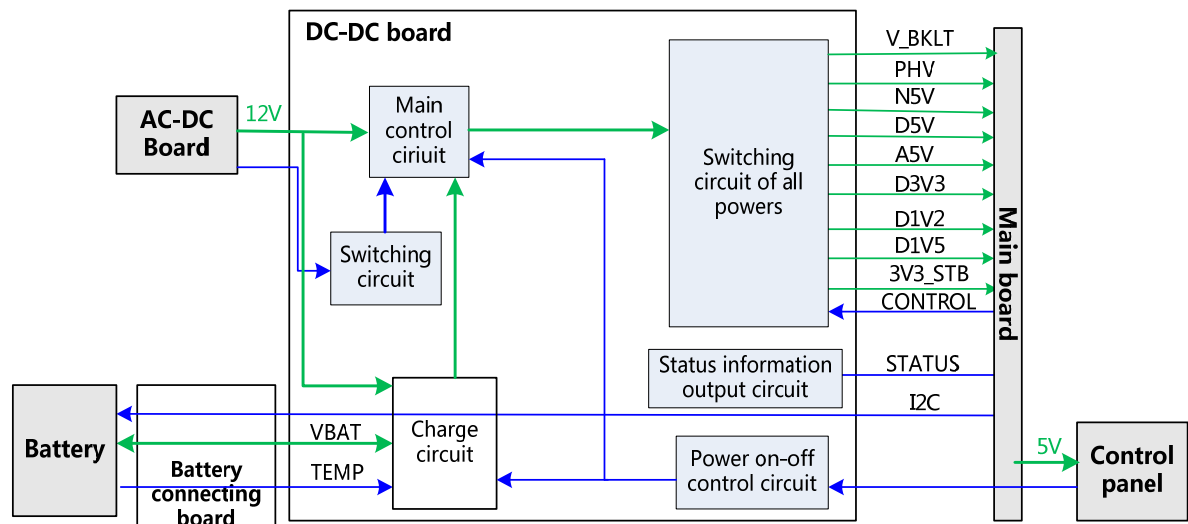 DC-DC board
V_BKLT
PHV
N5V
D5V
A5V
D3V3
D1V2
D1V5
3V3_STB
CONTROL
STATUS
I2C
AC-DC
Board
12V
Main
control
ciriuit
Switching
circuit of all
powers
Switching
circuit
Main board
Status information
output circuit
Battery
Battery
connecting
board
VBAT
TEMP
Charge
circuit
Power on-off
control circuit
5V
Control
panel